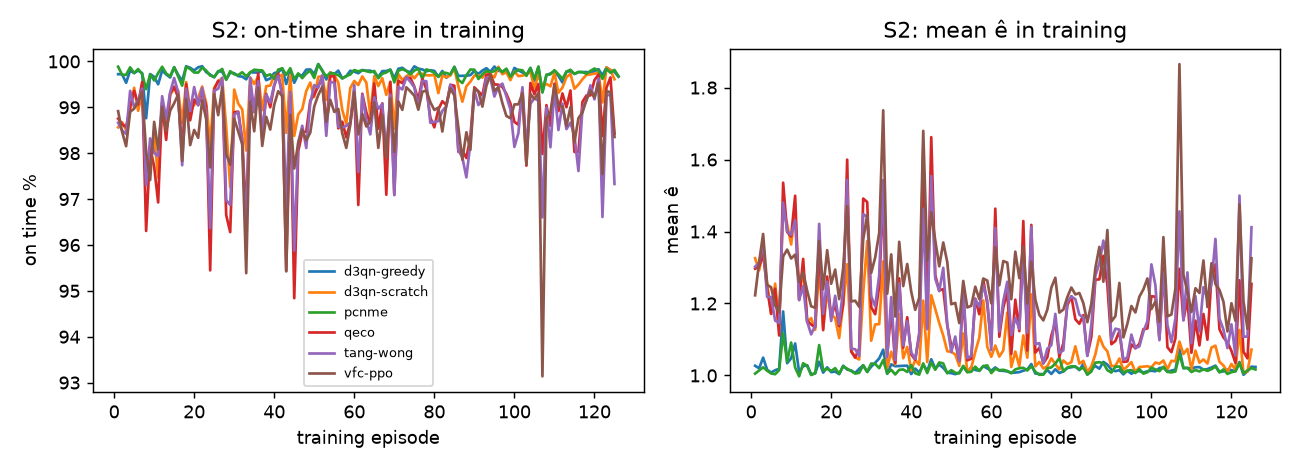 S2: on-time share in training
100
99
98
97
96
95
94
93
on time %
0
20
40
60
80
100
120
training episode
d3qn-greedy
d3qn-scratch
pcnme
qeco
tang-wong
vfc-ppo
S2: mean ê in training
1.8
1.6
1.4
1.2
1.0
mean ê
0
20
40
60
80
100
120
training episode